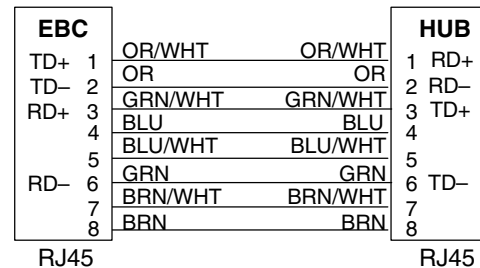 EBC HUB
TD+ 1 OR/WHT OR/WHT 1 RD+
TD– 2 OR OR 2 RD–
RD+ 3 GRN/WHT GRN/WHT 3 TD+
4 BLU BLU 4
5 BLU/WHT BLU/WHT 5
RD– 6 GRN GRN 6 TD–
7 BRN/WHT BRN/WHT 7
8 BRN BRN 8
RJ45 RJ45